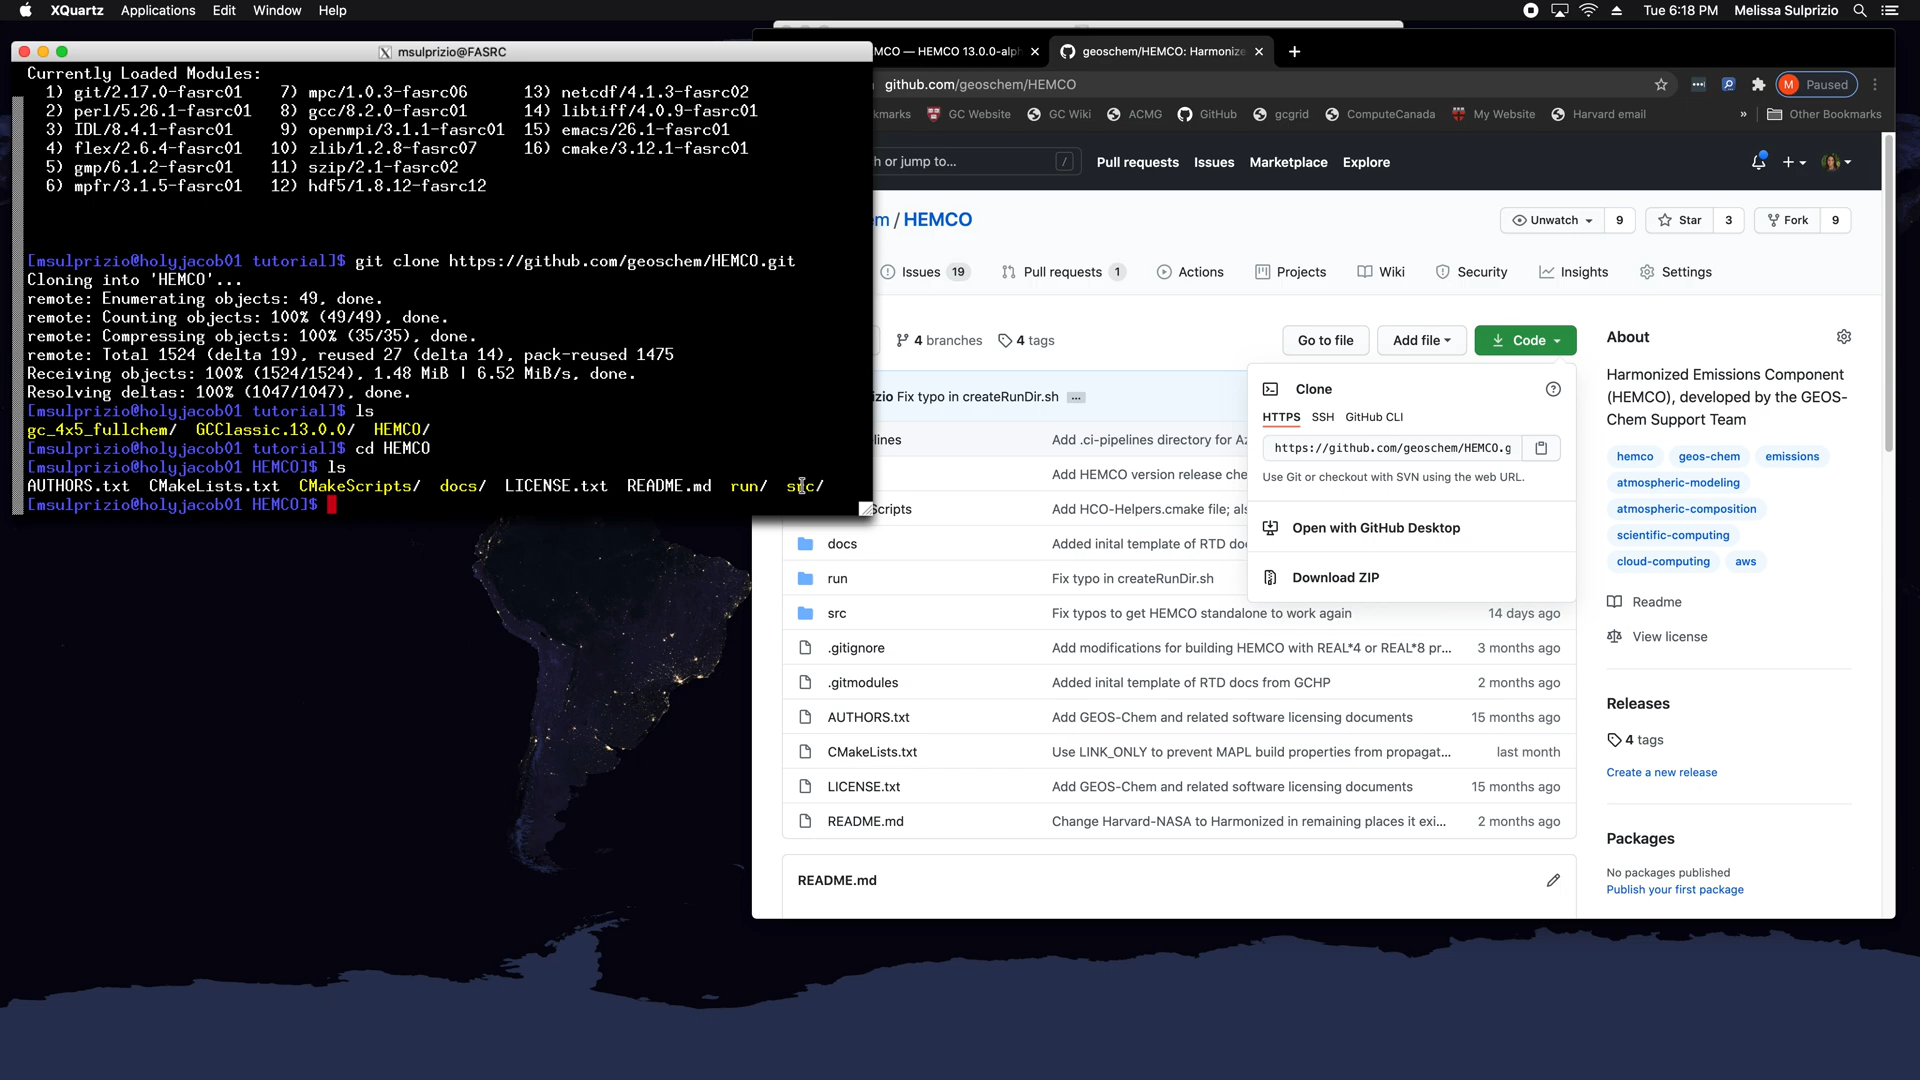 XQuartz Applications Edit Window Help
Tue 6:18 PM Melissa Sulprizio
msulprizio@FASRC
Currently Loaded Modules:
1) git/2.17.0-fasrc01 7) mpc/1.0.3-fasrc06 13) netcdf/4.1.3-fasrc02
2) perl/5.26.1-fasrc01 8) gcc/8.2.0-fasrc01 14) libtiff/4.0.9-fasrc01
3) IDL/8.4.1-fasrc01 9) openmpi/3.1.1-fasrc01 15) emacs/26.1-fasrc01
4) flex/2.6.4-fasrc01 10) zlib/1.2.8-fasrc07 16) cmake/3.12.1-fasrc01
5) gmp/6.1.2-fasrc01 11) szip/2.1-fasrc02
6) mpfr/3.1.5-fasrc01 12) hdf5/1.8.12-fasrc12
[msulprizio@holyjacob01 tutorial]$ git clone https://github.com/geoschem/HEMCO.git
Cloning into 'HEMCO'...
remote: Enumerating objects: 49, done.
remote: Counting objects: 100% (49/49), done.
remote: Compressing objects: 100% (35/35), done.
remote: Total 1524 (delta 19), reused 27 (delta 14), pack-reused 1475
Receiving objects: 100% (1524/1524), 1.48 MiB | 6.52 MiB/s, done.
Resolving deltas: 100% (1047/1047), done.
[msulprizio@holyjacob01 tutorial]$ ls
gc_4x5_fullchem/ GCClassic.13.0.0/ HEMCO/
[msulprizio@holyjacob01 tutorial]$ cd HEMCO
[msulprizio@holyjacob01 HEMCO]$ ls
AUTHORS.txt CMakeLists.txt CMakeScripts/ docs/ LICENSE.txt README.md run/ src/
[msulprizio@holyjacob01 HEMCO]$
MCO — HEMCO 13.0.0-alp
geoschem/HEMCO: Harmonize
github.com/geoschem/HEMCO
M Paused
kmarks GC Website GC Wiki ACMG GitHub gcgrid ComputeCanada My Website Harvard email » Other Bookmarks
h or jump to... /
Pull requests Issues Marketplace Explore
em / HEMCO
Unwatch 9 Star 3 Fork 9
Issues 19 Pull requests 1 Actions Projects Wiki Security Insights Settings
4 branches 4 tags
Go to file Add file Code
izio Fix typo in createRunDir.sh ...
elines Add .ci-pipelines directory for Az
Add HEMCO version release che
Scripts Add HCO-Helpers.cmake file; als
docs Added inital template of RTD do
run Fix typo in createRunDir.sh
src Fix typos to get HEMCO standalone to work again 14 days ago
.gitignore Add modifications for building HEMCO with REAL*4 or REAL*8 pr... 3 months ago
.gitmodules Added inital template of RTD docs from GCHP 2 months ago
AUTHORS.txt Add GEOS-Chem and related software licensing documents 15 months ago
CMakeLists.txt Use LINK_ONLY to prevent MAPL build properties from propagat... last month
LICENSE.txt Add GEOS-Chem and related software licensing documents 15 months ago
README.md Change Harvard-NASA to Harmonized in remaining places it exi... 2 months ago
README.md
Clone
HTTPS SSH GitHub CLI
https://github.com/geoschem/HEMCO.g
Use Git or checkout with SVN using the web URL.
Open with GitHub Desktop
Download ZIP
About
Harmonized Emissions Component
(HEMCO), developed by the GEOS-
Chem Support Team
hemco geos-chem emissions
atmospheric-modeling
atmospheric-composition
scientific-computing
cloud-computing aws
Readme
View license
Releases
4 tags
Create a new release
Packages
No packages published
Publish your first package